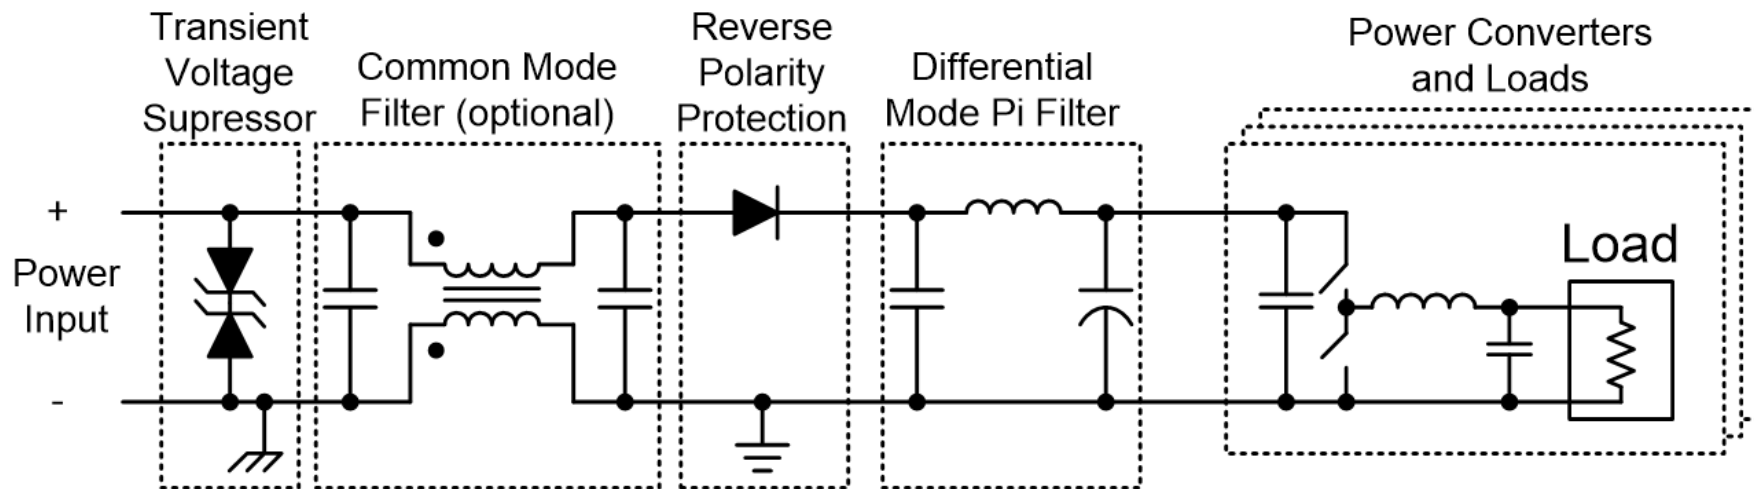 Transient
Voltage
Supressor
Common Mode
Filter (optional)
Reverse
Polarity
Protection
Differential
Mode Pi Filter
Power Converters
and Loads
+
Power
Input
-
Load